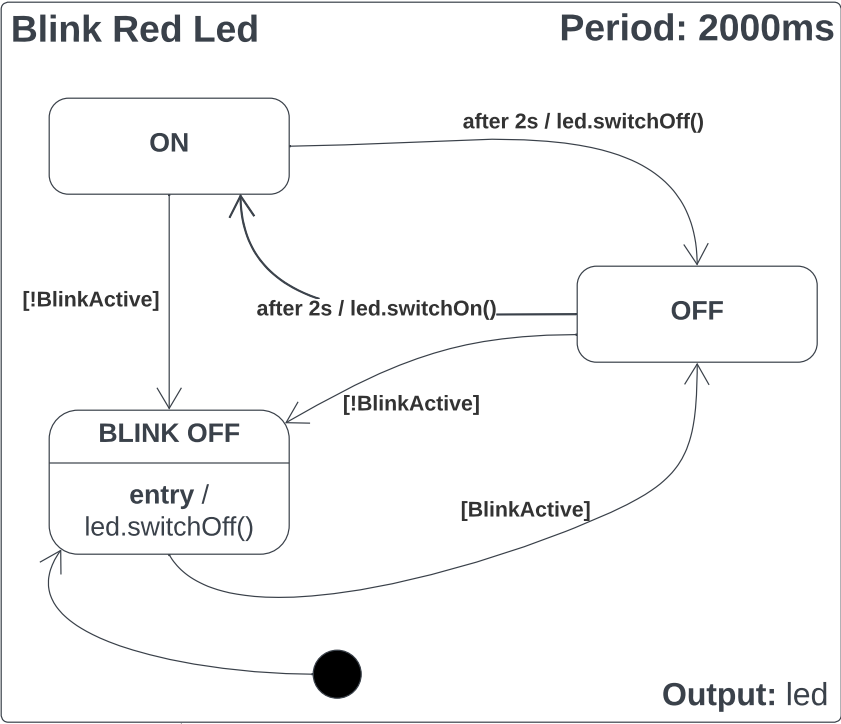 Blink Red Led
Period: 2000ms
ON
after 2s / led.switchOff()
[!BlinkActive]
after 2s / led.switchOn()
OFF
[!BlinkActive]
BLINK OFF
entry /
led.switchOff()
[BlinkActive]
Output: led